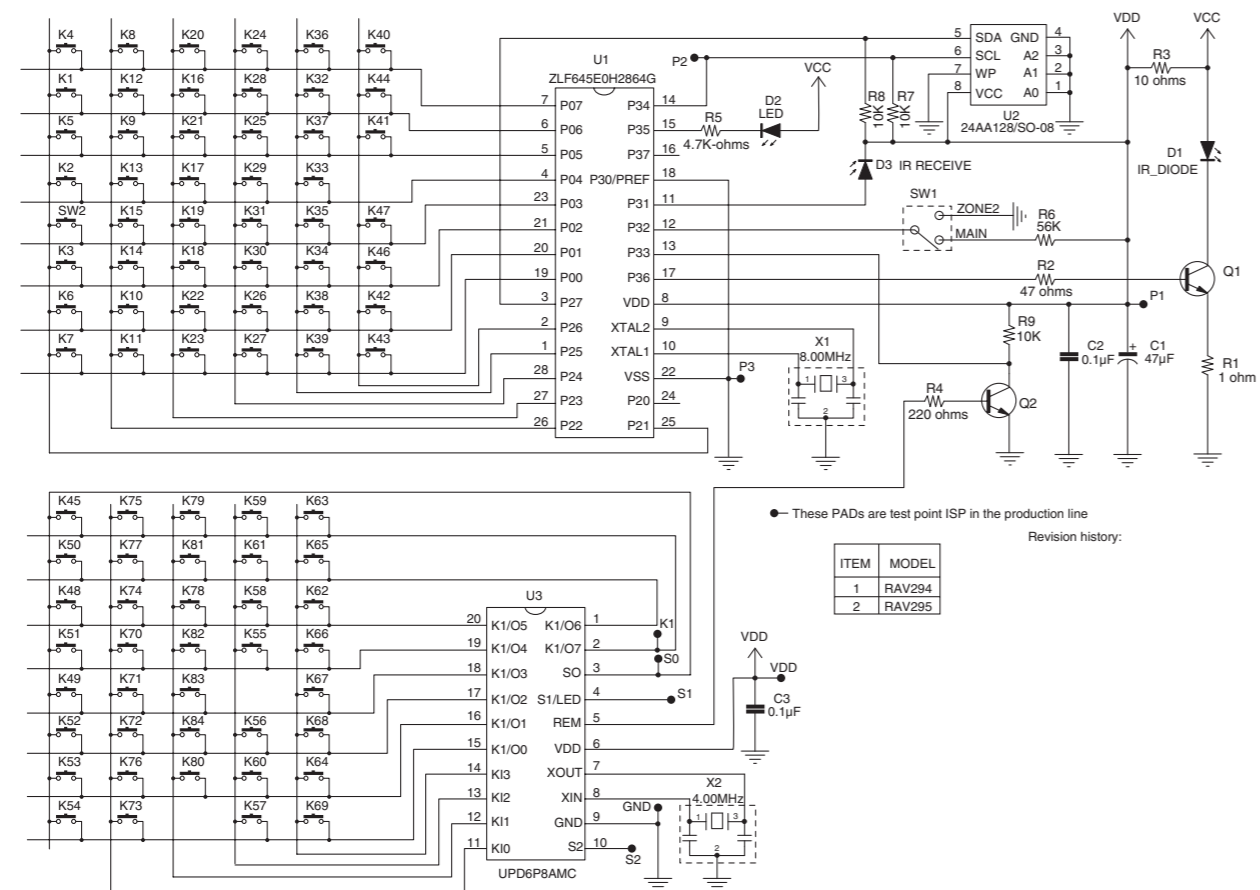 K4 K8 K20 K24 K36 K40
K1 K12 K16 K28 K32 K44
K5 K9 K21 K25 K37 K41
K2 K13 K17 K29 K33
SW2 K15 K19 K31 K35 K47
K3 K14 K18 K30 K34 K46
K6 K10 K22 K26 K38 K42
K7 K11 K23 K27 K39 K43
U1
ZLF645E0H2864G
7 P07 P34 14
6 P06 P35 15
5 P05 P37 16
4 P04 P30/PREF 18
23 P03 P31 11
21 P02 P32 12
20 P01 P33 13
19 P00 P36 17
3 P27 VDD 8
2 P26 XTAL2 9
1 P25 XTAL1 10
28 P24 VSS 22
27 P23 P20 24
26 P22 P21 25
P2
R5
4.7K-ohms
D2
LED
VCC
R8
10K
R7
10K
5 SDA GND 4
6 SCL A2 3
7 WP A1 2
8 VCC A0 1
U2
24AA128/SO-08
VDD
VCC
R3
10 ohms
D1
IR_DIODE
D3 IR RECEIVE
SW1
ZONE2
MAIN
R6
56K
R2
47 ohms
Q1
P1
R9
10K
C2
0.1µF
+
C1
47µF
R1
1 ohm
X1
8.00MHz
1 3
2
P3
R4
220 ohms
Q2
These PADs are test point ISP in the production line
Revision history:
ITEM MODEL
1 RAV294
2 RAV295
K45 K75 K79 K59 K63
K50 K77 K81 K61 K65
K48 K74 K78 K58 K62
K51 K70 K82 K55 K66
K49 K71 K83 K67
K52 K72 K84 K56 K68
K53 K76 K80 K60 K64
K54 K73 K57 K69
U3
20 K1/O5 K1/O6 1
19 K1/O4 K1/O7 2
18 K1/O3 SO 3
17 K1/O2 S1/LED 4
16 K1/O1 REM 5
15 K1/O0 VDD 6
14 KI3 XOUT 7
13 KI2 XIN 8
12 KI1 GND 9
11 KI0 S2 10
UPD6P8AMC
K1
S0
S1
VDD
VDD
C3
0.1µF
X2
4.00MHz
1 3
2
GND
S2